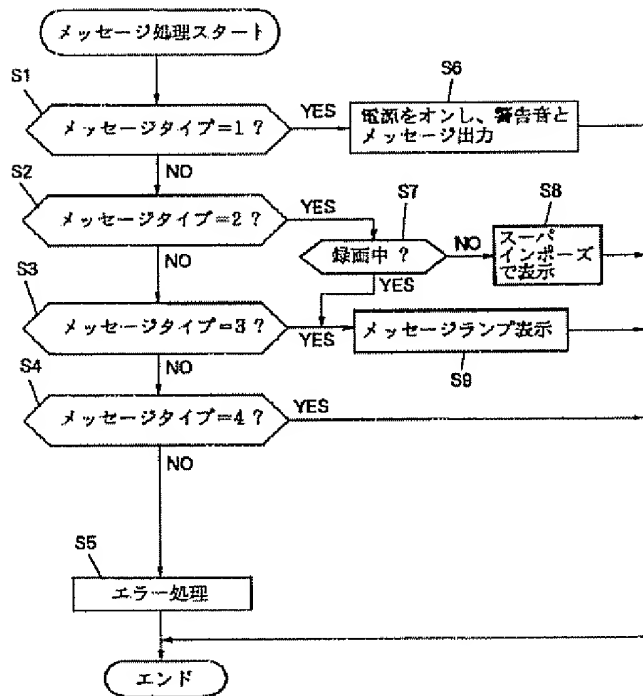 メッセージ処理スタート
S1
メッセージタイプ=1 ?
YES
NO
S6
電源をオンし、警告音と
メッセージ出力
S2
メッセージタイプ=2 ?
YES
NO
S7
録画中 ?
NO
YES
S8
スーパ
インポーズ
で表示
S3
メッセージタイプ=3 ?
YES
NO
メッセージランプ表示
S9
S4
メッセージタイプ=4 ?
YES
NO
S5
エラー処理
エンド